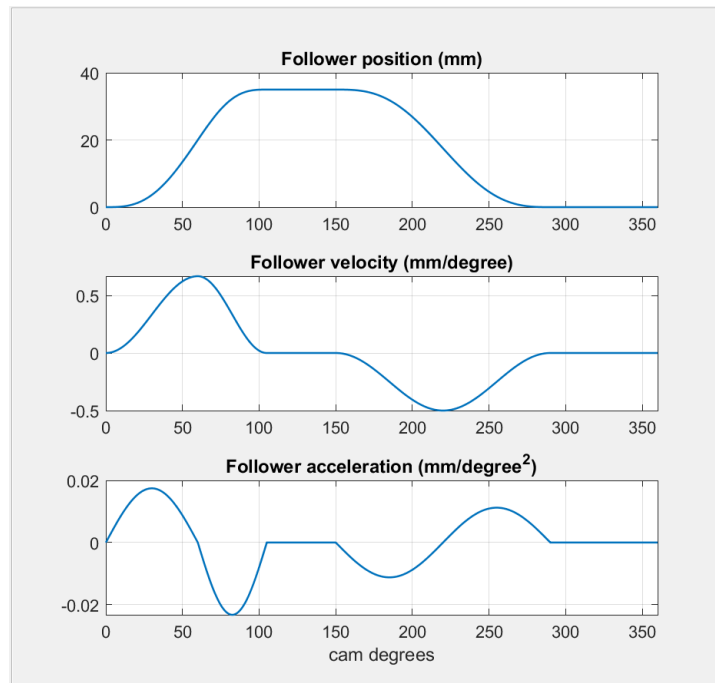 Follower position (mm)
40
20
0
0 50 100 150 200 250 300 350
Follower velocity (mm/degree)
0.5
0
-0.5
0 50 100 150 200 250 300 350
Follower acceleration (mm/degree²)
0.02
0
-0.02
0 50 100 150 200 250 300 350
cam degrees